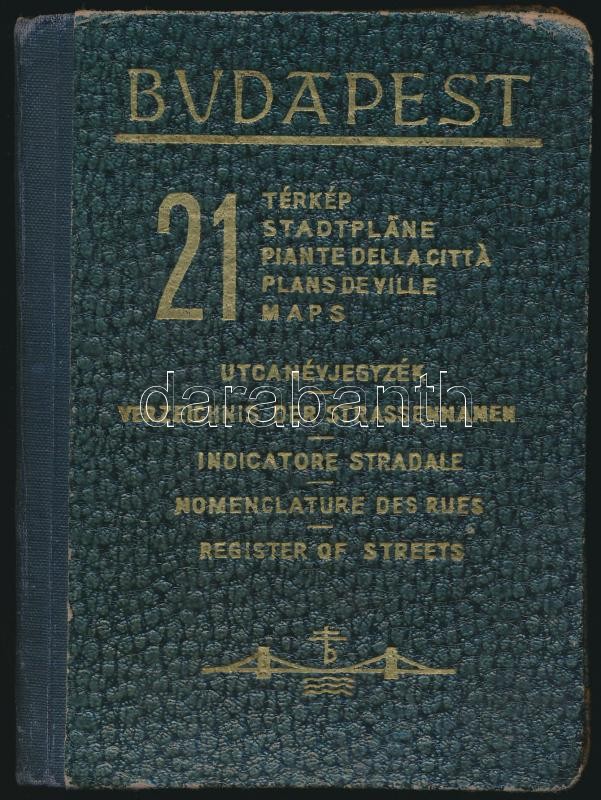 BUDAPEST
21
TÉRKÉP
STADTPLÄNE
PIANTE DELLA CITTÀ
PLANS DE VILLE
MAPS
UTCANÉVJEGYZÉK
darabanth
VERZEICHNIS DER STRASSENNAMEN
INDICATORE STRADALE
NOMENCLATURE DES RUES
REGISTER OF STREETS